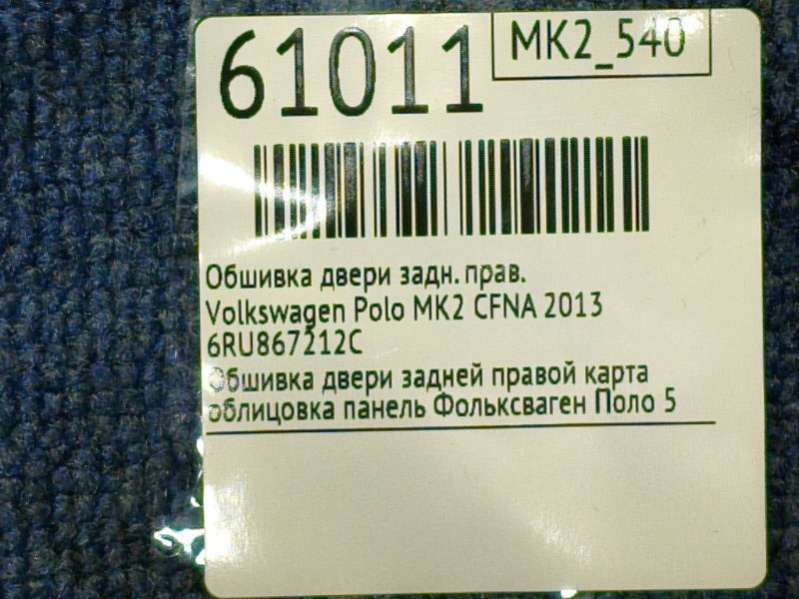 61011
MK2_540
Обшивка двери задн. прав.
Volkswagen Polo MK2 CFNA 2013
6RU867212C
Обшивка двери задней правой карта
облицовка панель Фольксваген Поло 5